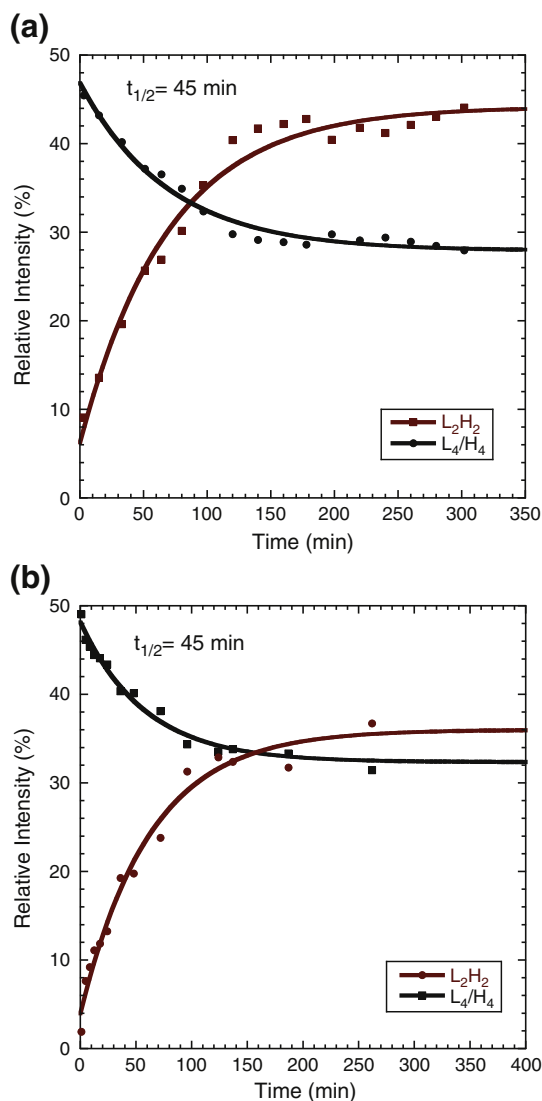 (a)
50
40
30
20
10
0
Relative Intensity (%)
t1/2= 45 min
L2H2
L4/H4
0 50 100 150 200 250 300 350
Time (min)
(b)
50
40
30
20
10
0
Relative Intensity (%)
t1/2= 45 min
L2H2
L4/H4
0 50 100 150 200 250 300 350 400
Time (min)